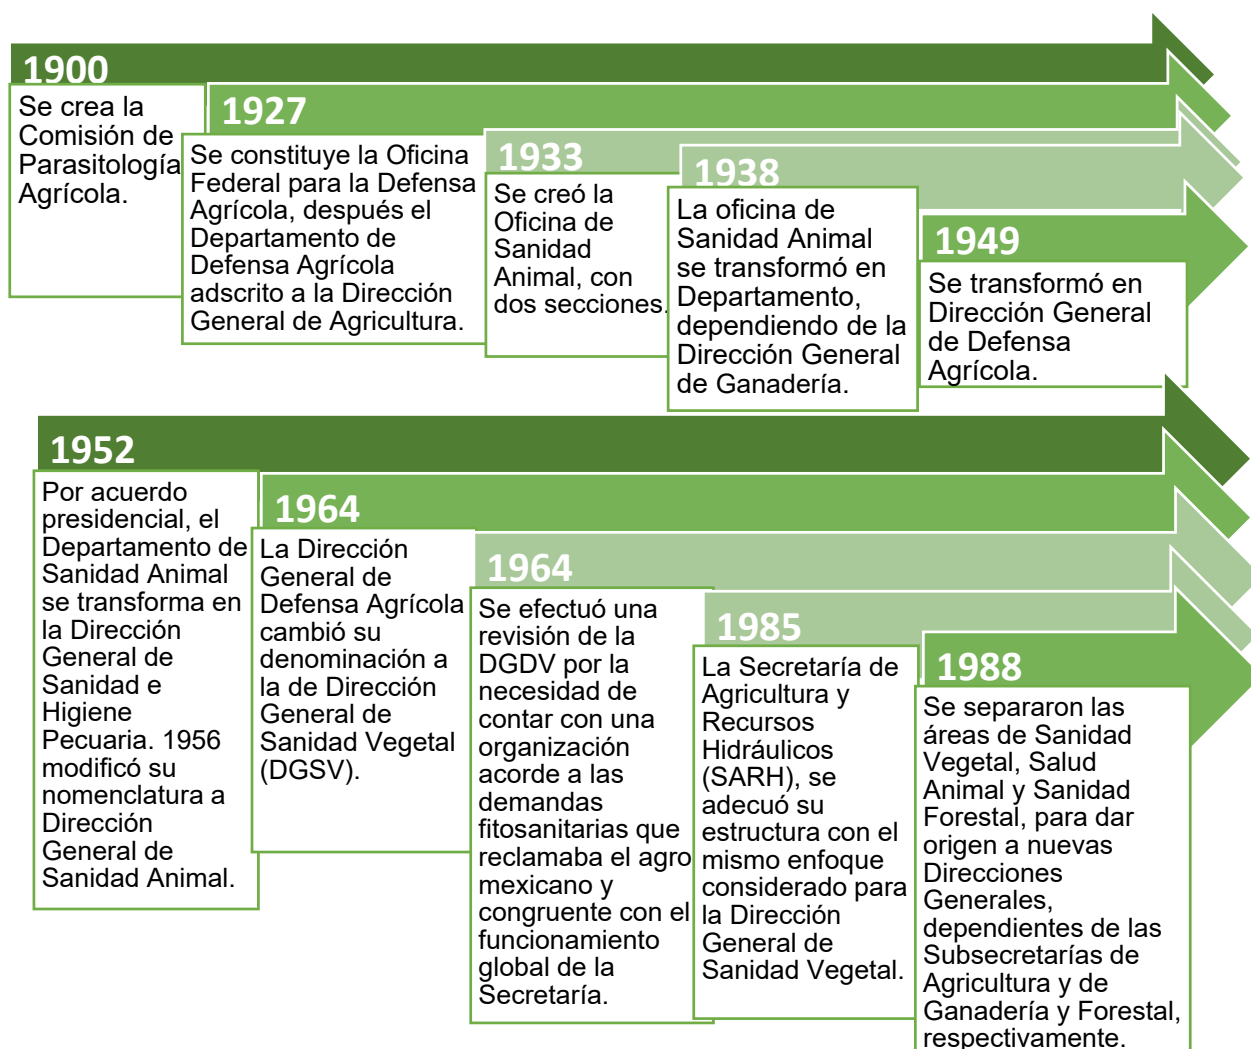 1900
Se crea la
Comisión de
Parasitología
Agrícola.
1927
Se constituye la Oficina
Federal para la Defensa
Agrícola, después el
Departamento de
Defensa Agrícola
adscrito a la Dirección
General de Agricultura.
1933
Se creó la
Oficina de
Sanidad
Animal, con
dos secciones.
1938
La oficina de
Sanidad Animal
se transformó en
Departamento,
dependiendo de la
Dirección General
de Ganadería.
1949
Se transformó en
Dirección General
de Defensa
Agrícola.
1952
Por acuerdo
presidencial, el
Departamento de
Sanidad Animal
se transforma en
la Dirección
General de
Sanidad e
Higiene
Pecuaria. 1956
modificó su
nomenclatura a
Dirección
General de
Sanidad Animal.
1964
La Dirección
General de
Defensa Agrícola
cambió su
denominación a
la de Dirección
General de
Sanidad Vegetal
(DGSV).
1964
Se efectuó una
revisión de la
DGDV por la
necesidad de
contar con una
organización
acorde a las
demandas
fitosanitarias que
reclamaba el agro
mexicano y
congruente con el
funcionamiento
global de la
Secretaría.
1985
La Secretaría de
Agricultura y
Recursos
Hidráulicos
(SARH), se
adecuó su
estructura con el
mismo enfoque
considerado para
la Dirección
General de
Sanidad Vegetal.
1988
Se separaron las
áreas de Sanidad
Vegetal, Salud
Animal y Sanidad
Forestal, para dar
origen a nuevas
Direcciones
Generales,
dependientes de las
Subsecretarías de
Agricultura y de
Ganadería y Forestal,
respectivamente.